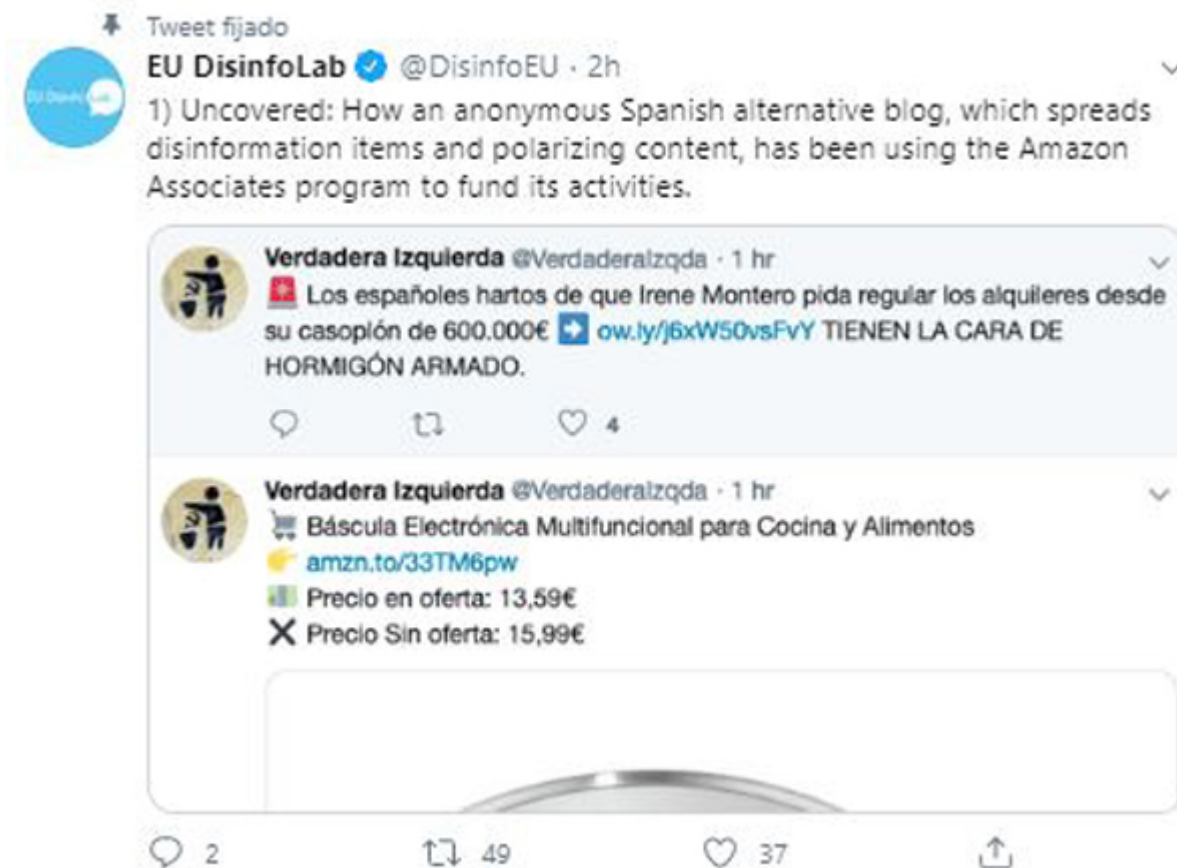 Tweet fijado
EU DisinfoLab @DisinfoEU · 2h
1) Uncovered: How an anonymous Spanish alternative blog, which spreads
disinformation items and polarizing content, has been using the Amazon
Associates program to fund its activities.
Verdadera Izquierda @VerdaderaIzqda · 1 hr
Los españoles hartos de que Irene Montero pida regular los alquileres desde
su casoplón de 600.000€ ow.ly/j6xW50vsFvY TIENEN LA CARA DE
HORMIGÓN ARMADO.
4
Verdadera Izquierda @VerdaderaIzqda · 1 hr
Báscula Electrónica Multifuncional para Cocina y Alimentos
amzn.to/33TM6pw
Precio en oferta: 13,59€
Precio Sin oferta: 15,99€
2 49 37